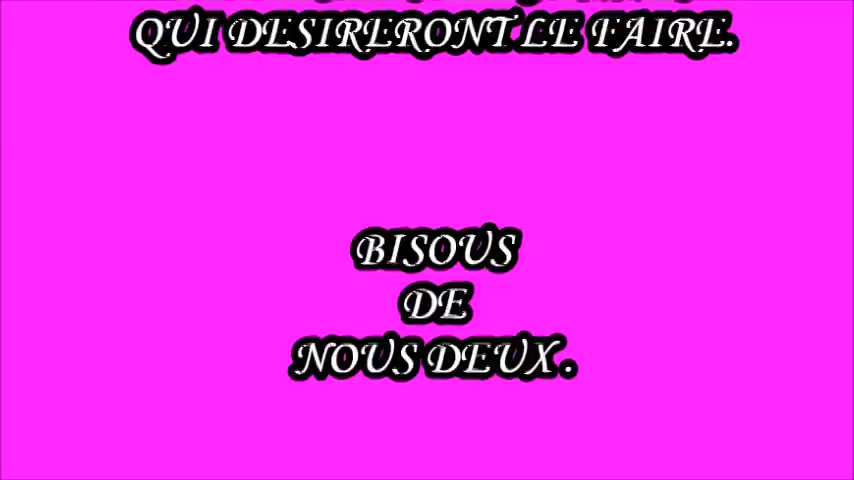 QUI DESIRERONT LE FAIRE.
BISOUS
DE
NOUS DEUX.